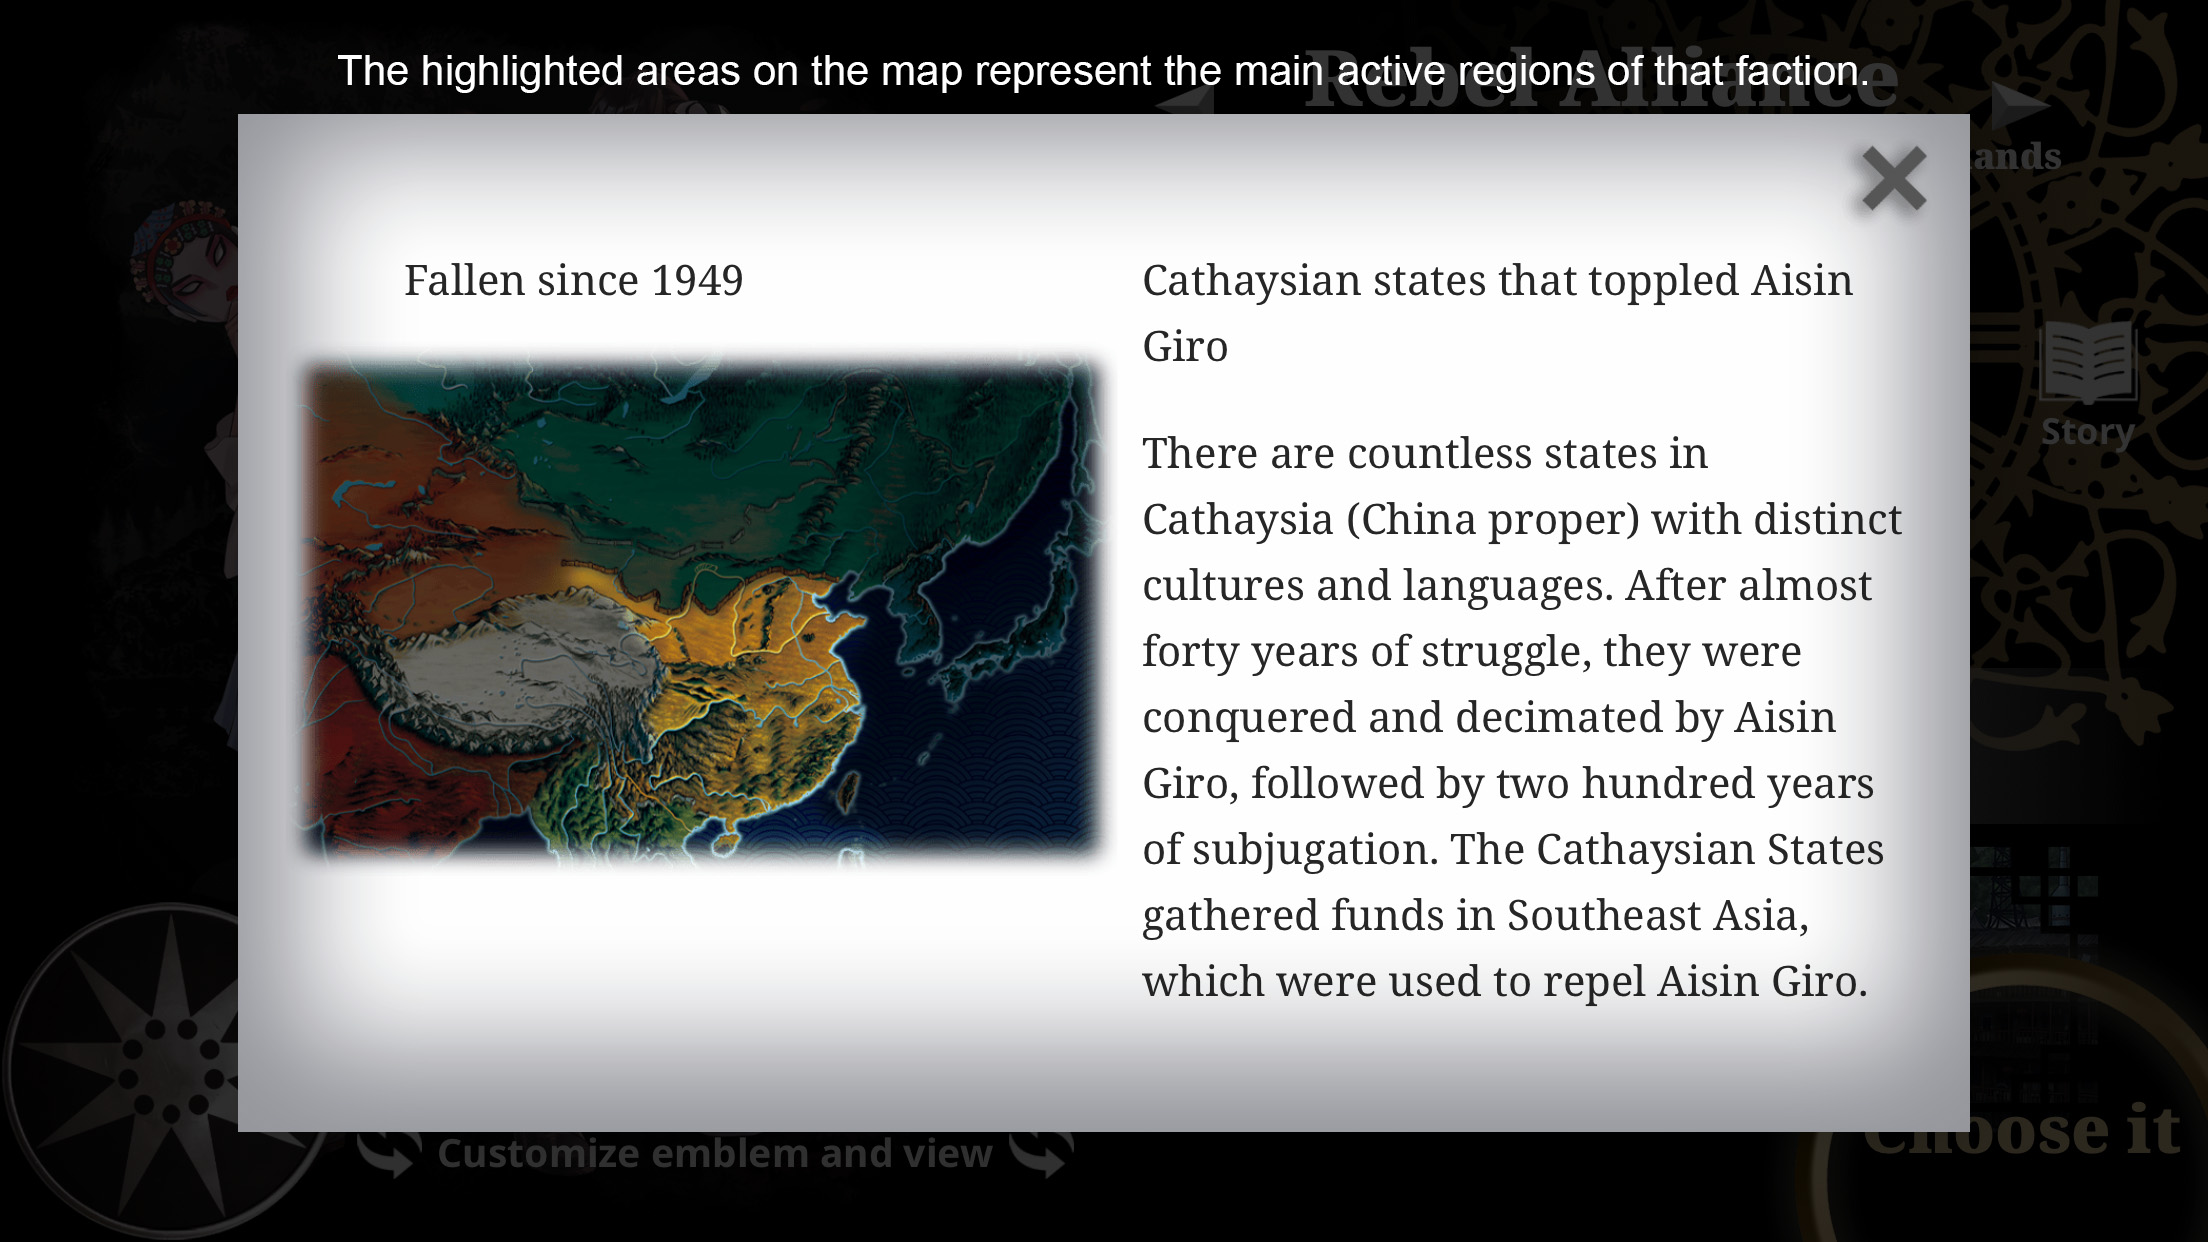 The highlighted areas on the map represent the main active regions of that faction.
Rebel Alliance
ands
Fallen since 1949
Cathaysian states that toppled Aisin
Giro
There are countless states in
Cathaysia (China proper) with distinct
cultures and languages. After almost
forty years of struggle, they were
conquered and decimated by Aisin
Giro, followed by two hundred years
of subjugation. The Cathaysian States
gathered funds in Southeast Asia,
which were used to repel Aisin Giro.
Story
Customize emblem and view
Choose it